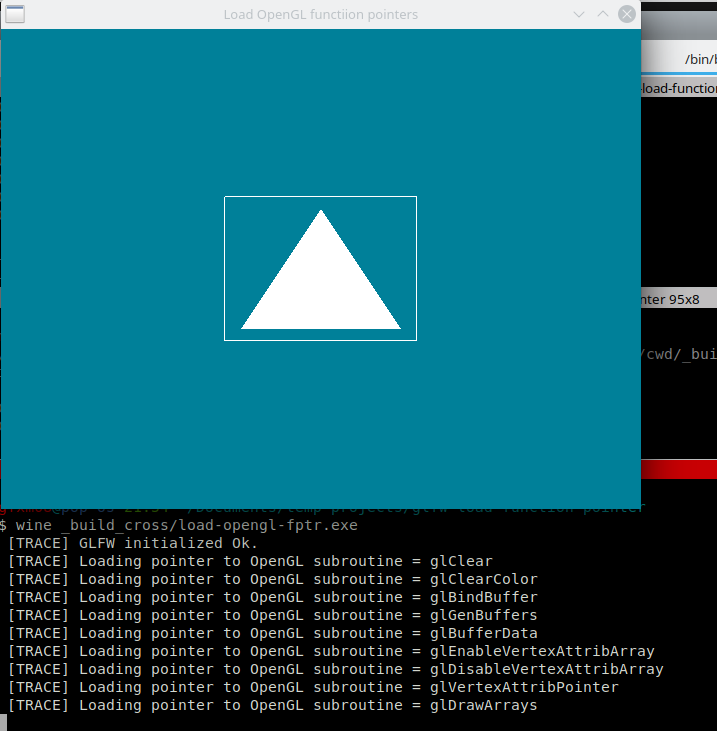 Load OpenGL functiion pointers
/bin/b
load-function
nter 95x8
/cwd/_bui
$ wine _build_cross/load-opengl-fptr.exe
[TRACE] GLFW initialized Ok.
[TRACE] Loading pointer to OpenGL subroutine = glClear
[TRACE] Loading pointer to OpenGL subroutine = glClearColor
[TRACE] Loading pointer to OpenGL subroutine = glBindBuffer
[TRACE] Loading pointer to OpenGL subroutine = glGenBuffers
[TRACE] Loading pointer to OpenGL subroutine = glBufferData
[TRACE] Loading pointer to OpenGL subroutine = glEnableVertexAttribArray
[TRACE] Loading pointer to OpenGL subroutine = glDisableVertexAttribArray
[TRACE] Loading pointer to OpenGL subroutine = glVertexAttribPointer
[TRACE] Loading pointer to OpenGL subroutine = glDrawArrays